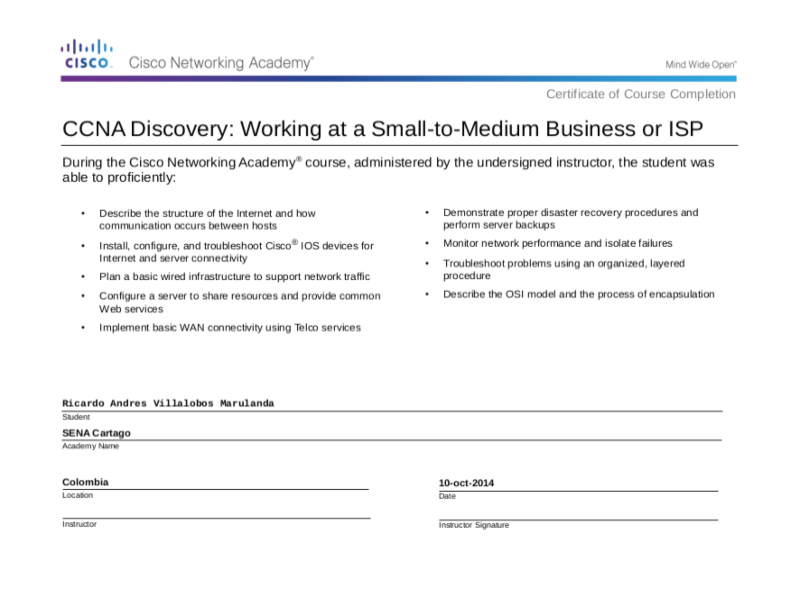 CISCO. Cisco Networking Academy® Mind Wide Open®
Certificate of Course Completion
CCNA Discovery: Working at a Small-to-Medium Business or ISP
During the Cisco Networking Academy® course, administered by the undersigned instructor, the student was
able to proficiently:
• Describe the structure of the Internet and how
communication occurs between hosts
• Install, configure, and troubleshoot Cisco® IOS devices for
Internet and server connectivity
• Plan a basic wired infrastructure to support network traffic
• Configure a server to share resources and provide common
Web services
• Implement basic WAN connectivity using Telco services
• Demonstrate proper disaster recovery procedures and
perform server backups
• Monitor network performance and isolate failures
• Troubleshoot problems using an organized, layered
procedure
• Describe the OSI model and the process of encapsulation
Ricardo Andres Villalobos Marulanda
Student
SENA Cartago
Academy Name
Colombia
Location
10-oct-2014
Date
Instructor
Instructor Signature